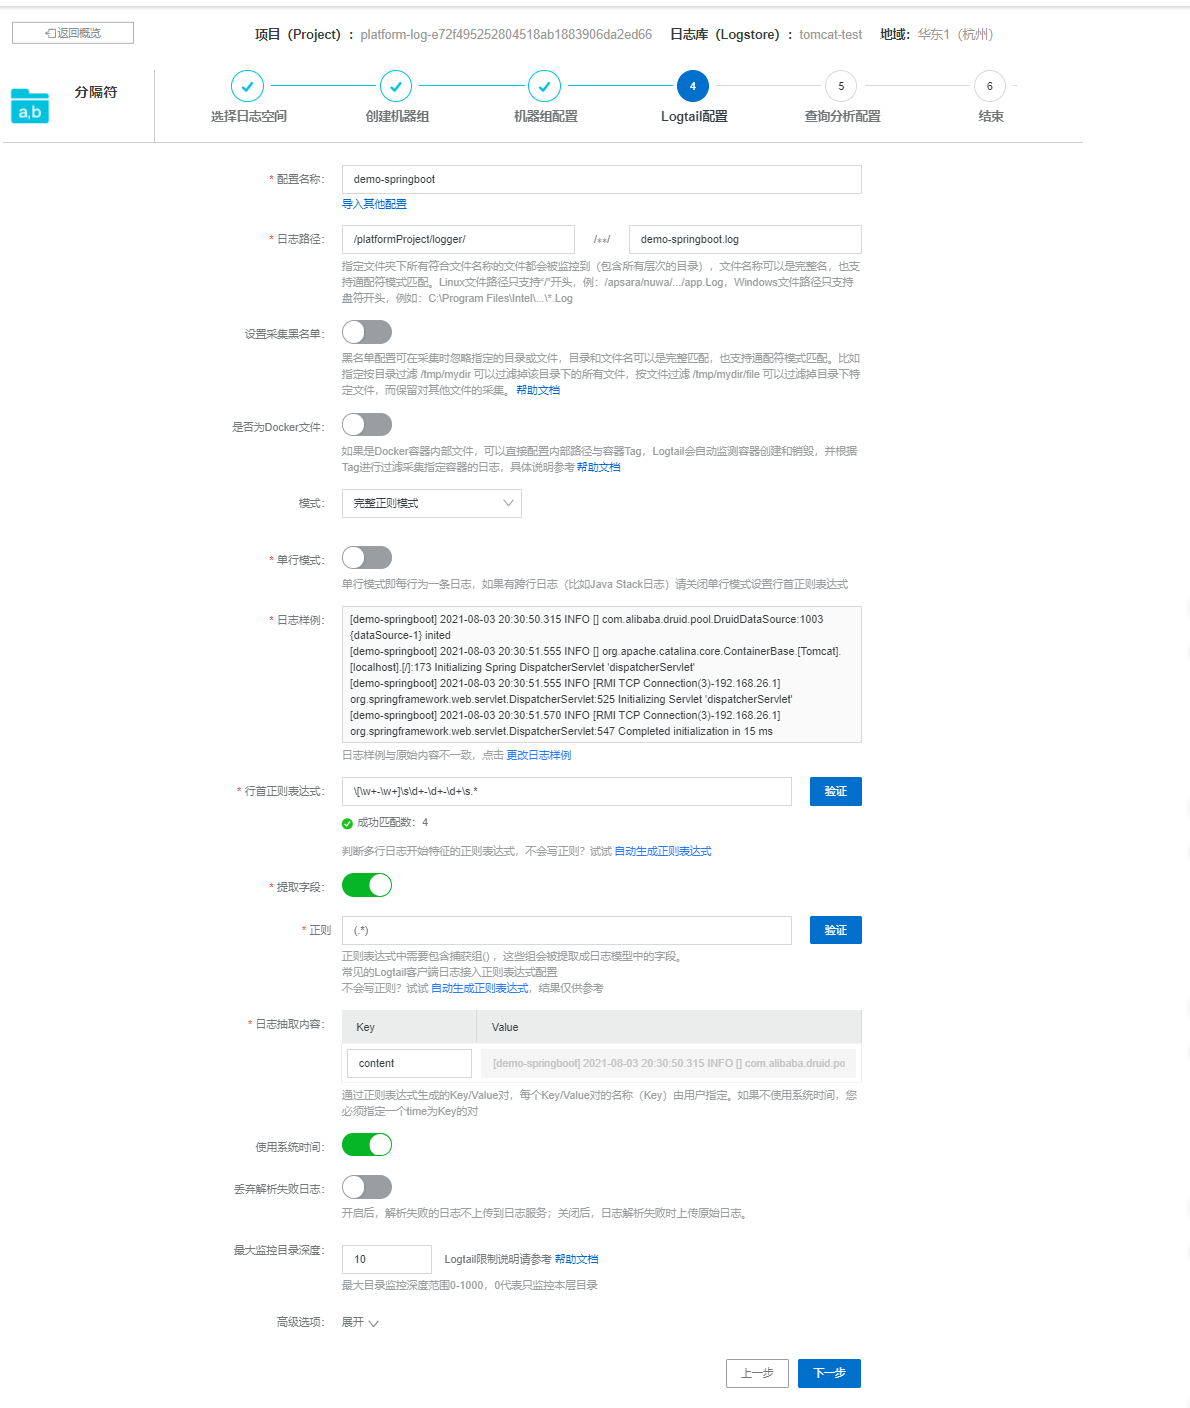 返回概览
项目（Project）: platform-log-e72f495252804518ab1883906da2ed66 日志库（Logstore）: tomcat-test 地域: 华东1（杭州）
a,b
分隔符
4 5 6
选择日志空间 创建机器组 机器组配置 Logtail配置 查询分析配置 结束
* 配置名称: demo-springboot
导入其他配置
* 日志路径: /platformProject/logger/ /**/ demo-springboot.log
指定文件夹下所有符合文件名称的文件都会被监控到（包含所有层次的目录），文件名称可以是完整名，也支
持通配符模式匹配。Linux文件路径只支持“/”开头，例：/apsara/nuwa/.../app.Log，Windows文件路径只支持
盘符开头，例如：C:\Program Files\Intel\...\*.Log
设置采集黑名单:
黑名单配置可在采集时忽略指定的目录或文件，目录和文件名可以是完整匹配，也支持通配符模式匹配。比如
指定按目录过滤 /tmp/mydir 可以过滤掉该目录下的所有文件，按文件过滤 /tmp/mydir/file 可以过滤掉目录下特
定文件，而保留对其他文件的采集。 帮助文档
是否为Docker文件:
如果是Docker容器内部文件，可以直接配置内部路径与容器Tag，Logtail会自动监测容器创建和销毁，并根据
Tag进行过滤采集指定容器的日志，具体说明参考 帮助文档
模式: 完整正则模式
* 单行模式:
单行模式即每行为一条日志，如果有跨行日志（比如Java Stack日志）请关闭单行模式设置行首正则表达式
* 日志样例: [demo-springboot] 2021-08-03 20:30:50.315 INFO [] com.alibaba.druid.pool.DruidDataSource:1003
{dataSource-1} inited
[demo-springboot] 2021-08-03 20:30:51.555 INFO [] org.apache.catalina.core.ContainerBase.[Tomcat].
[localhost].[/]:173 Initializing Spring DispatcherServlet 'dispatcherServlet'
[demo-springboot] 2021-08-03 20:30:51.555 INFO [RMI TCP Connection(3)-192.168.26.1]
org.springframework.web.servlet.DispatcherServlet:525 Initializing Servlet 'dispatcherServlet'
[demo-springboot] 2021-08-03 20:30:51.570 INFO [RMI TCP Connection(3)-192.168.26.1]
org.springframework.web.servlet.DispatcherServlet:547 Completed initialization in 15 ms
日志样例与原始内容不一致，点击 更改日志样例
* 行首正则表达式: \[\w+-\w+]\s\d+-\d+-\d+\s.* 验证
成功匹配数：4
判断多行日志开始特征的正则表达式，不会写正则？试试 自动生成正则表达式
* 提取字段:
* 正则 (.*) 验证
正则表达式中需要包含捕获组()，这些组会被提取成日志模型中的字段。
常见的Logtail客户端日志接入正则表达式配置
不会写正则？试试 自动生成正则表达式，结果仅供参考
* 日志抽取内容: Key Value
content [demo-springboot] 2021-08-03 20:30:50.315 INFO [] com.alibaba.druid.po
通过正则表达式生成的Key/Value对，每个Key/Value对的名称（Key）由用户指定。如果不使用系统时间，您
必须指定一个time为Key的对
使用系统时间:
丢弃解析失败日志:
开启后，解析失败的日志不上传到日志服务；关闭后，日志解析失败时上传原始日志。
最大监控目录深度: 10 Logtail限制说明请参考 帮助文档
最大目录监控深度范围0-1000，0代表只监控本层目录
高级选项: 展开
上一步 下一步